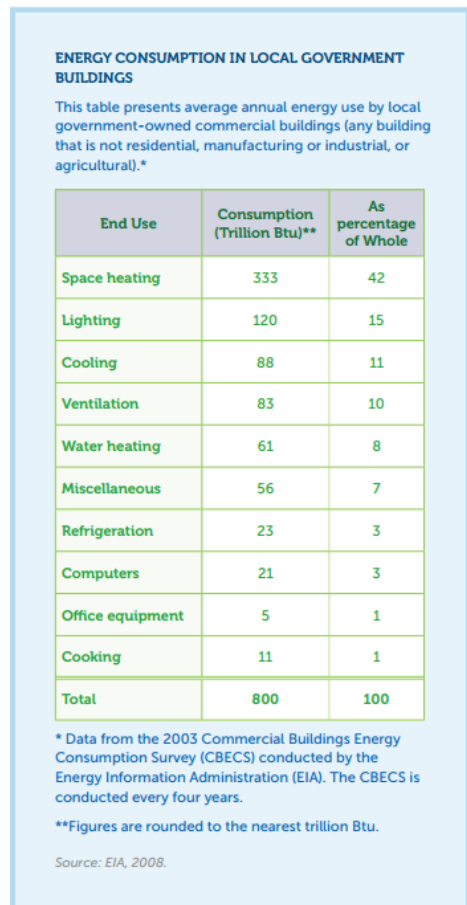 ENERGY CONSUMPTION IN LOCAL GOVERNMENT
BUILDINGS
This table presents average annual energy use by local
government-owned commercial buildings (any building
that is not residential, manufacturing or industrial, or
agricultural).*
End Use Consumption (Trillion Btu)** As percentage of Whole
Space heating 333 42
Lighting 120 15
Cooling 88 11
Ventilation 83 10
Water heating 61 8
Miscellaneous 56 7
Refrigeration 23 3
Computers 21 3
Office equipment 5 1
Cooking 11 1
Total 800 100
* Data from the 2003 Commercial Buildings Energy
Consumption Survey (CBECS) conducted by the
Energy Information Administration (EIA). The CBECS is
conducted every four years.
**Figures are rounded to the nearest trillion Btu.
Source: EIA, 2008.